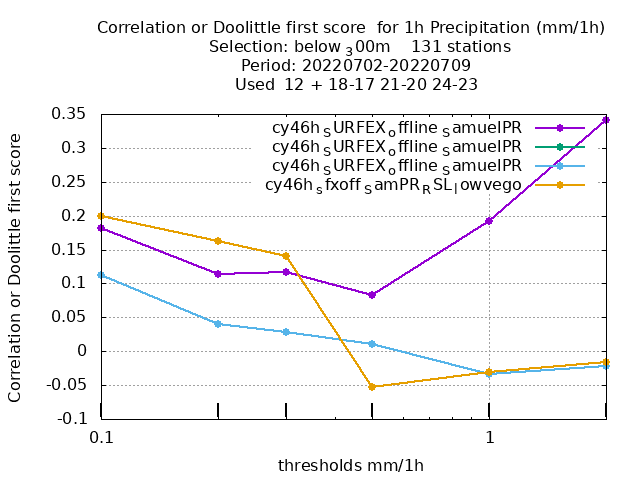 Correlation or Doolittle first score  for 1h Precipitation (mm/1h)
Selection: below ₃00m    131 stations
Period: 20220702-20220709
Used  12 + 18-17 21-20 24-23
cy46h SURFEX offline SamuelPR
cy46h SURFEX offline SamuelPR
cy46h SURFEX offline SamuelPR
cy46h sfxoff SamPR RSL lowvego
0.35
0.3
0.25
0.2
0.15
0.1
0.05
0
-0.05
-0.1
0.1
1
Correlation or Doolittle first score
thresholds mm/1h